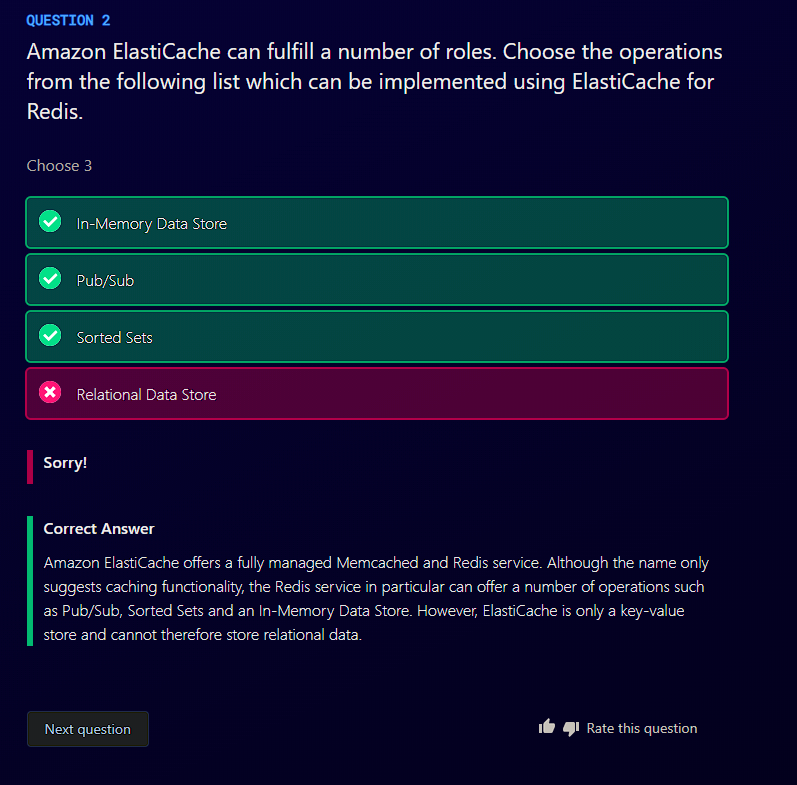 QUESTION 2
Amazon ElastiCache can fulfill a number of roles. Choose the operations
from the following list which can be implemented using ElastiCache for
Redis.
Choose 3
In-Memory Data Store
Pub/Sub
Sorted Sets
Relational Data Store
Sorry!
Correct Answer
Amazon ElastiCache offers a fully managed Memcached and Redis service. Although the name only
suggests caching functionality, the Redis service in particular can offer a number of operations such
as Pub/Sub, Sorted Sets and an In-Memory Data Store. However, ElastiCache is only a key-value
store and cannot therefore store relational data.
Next question
Rate this question